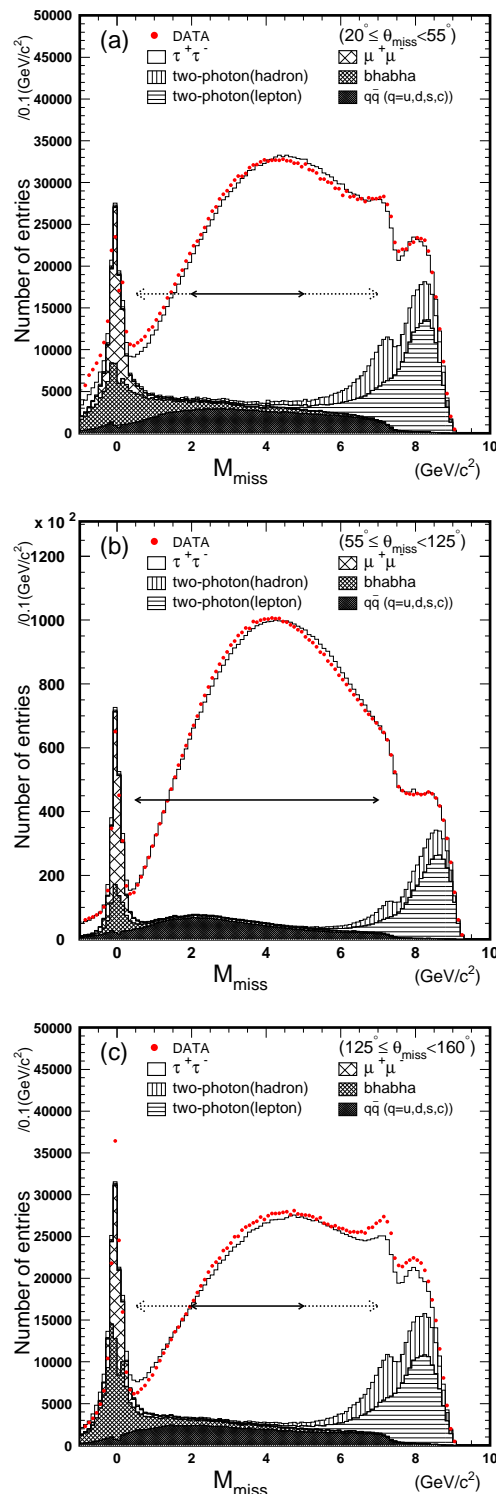 (a)
(20° ≤ θmiss<55°)
DATA
τ+τ-
μ+μ-
two-photon(hadron)
bhabha
two-photon(lepton)
qq̄ (q=u,d,s,c))
Number of entries
/0.1(GeV/c²)
50000
45000
40000
35000
30000
25000
20000
15000
10000
5000
0
0
2
4
6
8
10
Mmiss
(GeV/c²)
x 10²
(b)
(55° ≤ θmiss<125°)
DATA
τ+τ-
μ+μ-
two-photon(hadron)
bhabha
two-photon(lepton)
qq̄ (q=u,d,s,c))
Number of entries
/0.1(GeV/c²)
1200
1000
800
600
400
200
0
0
2
4
6
8
10
Mmiss
(GeV/c²)
(c)
(125° ≤ θmiss<160°)
DATA
τ+τ-
μ+μ-
two-photon(hadron)
bhabha
two-photon(lepton)
qq̄ (q=u,d,s,c))
Number of entries
/0.1(GeV/c²)
50000
45000
40000
35000
30000
25000
20000
15000
10000
5000
0
0
2
4
6
8
10
Mmiss
(GeV/c²)